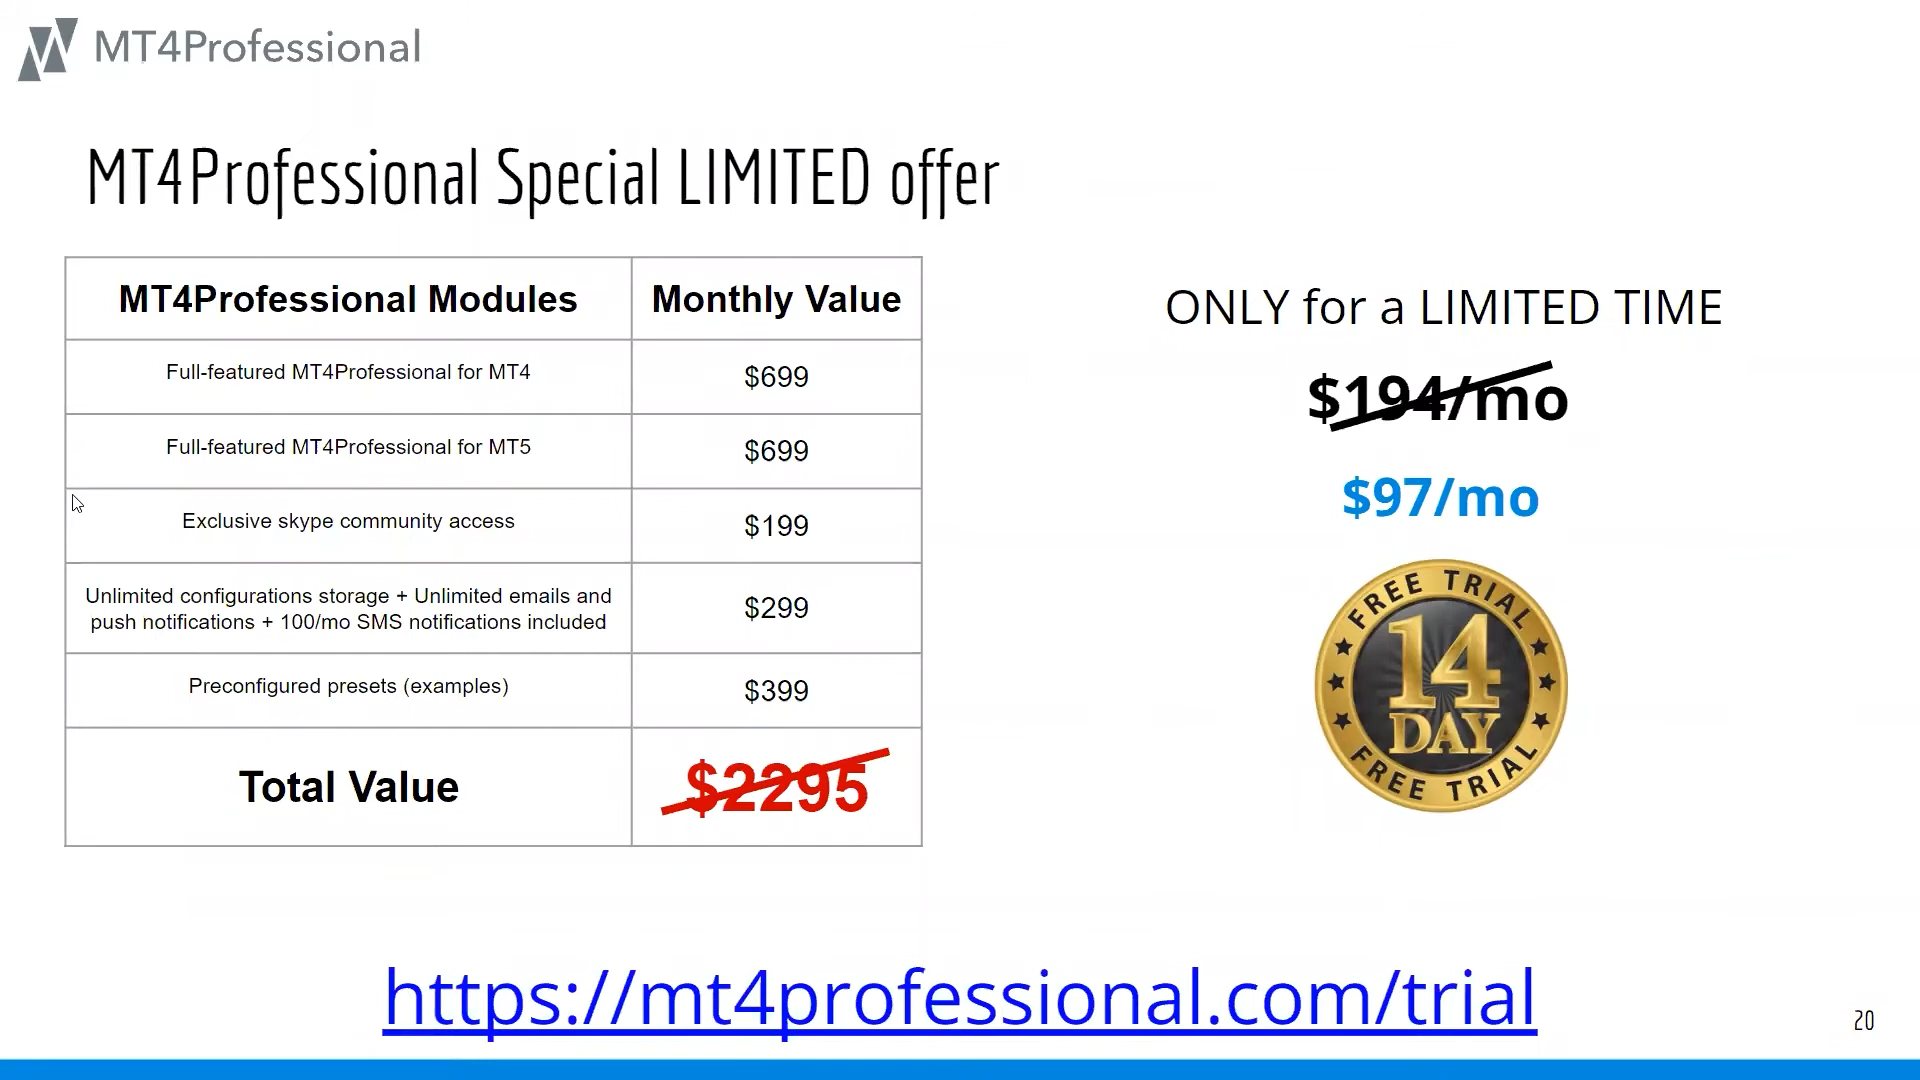 MT4Professional
MT4Professional Special LIMITED offer
MT4Professional Modules
Monthly Value
Full-featured MT4Professional for MT4
$699
Full-featured MT4Professional for MT5
$699
Exclusive skype community access
$199
Unlimited configurations storage + Unlimited emails and
push notifications + 100/mo SMS notifications included
$299
Preconfigured presets (examples)
$399
Total Value
$2295
ONLY for a LIMITED TIME
$194/mo
$97/mo
FREE TRIAL
14
DAY
FREE TRIAL
https://mt4professional.com/trial
20